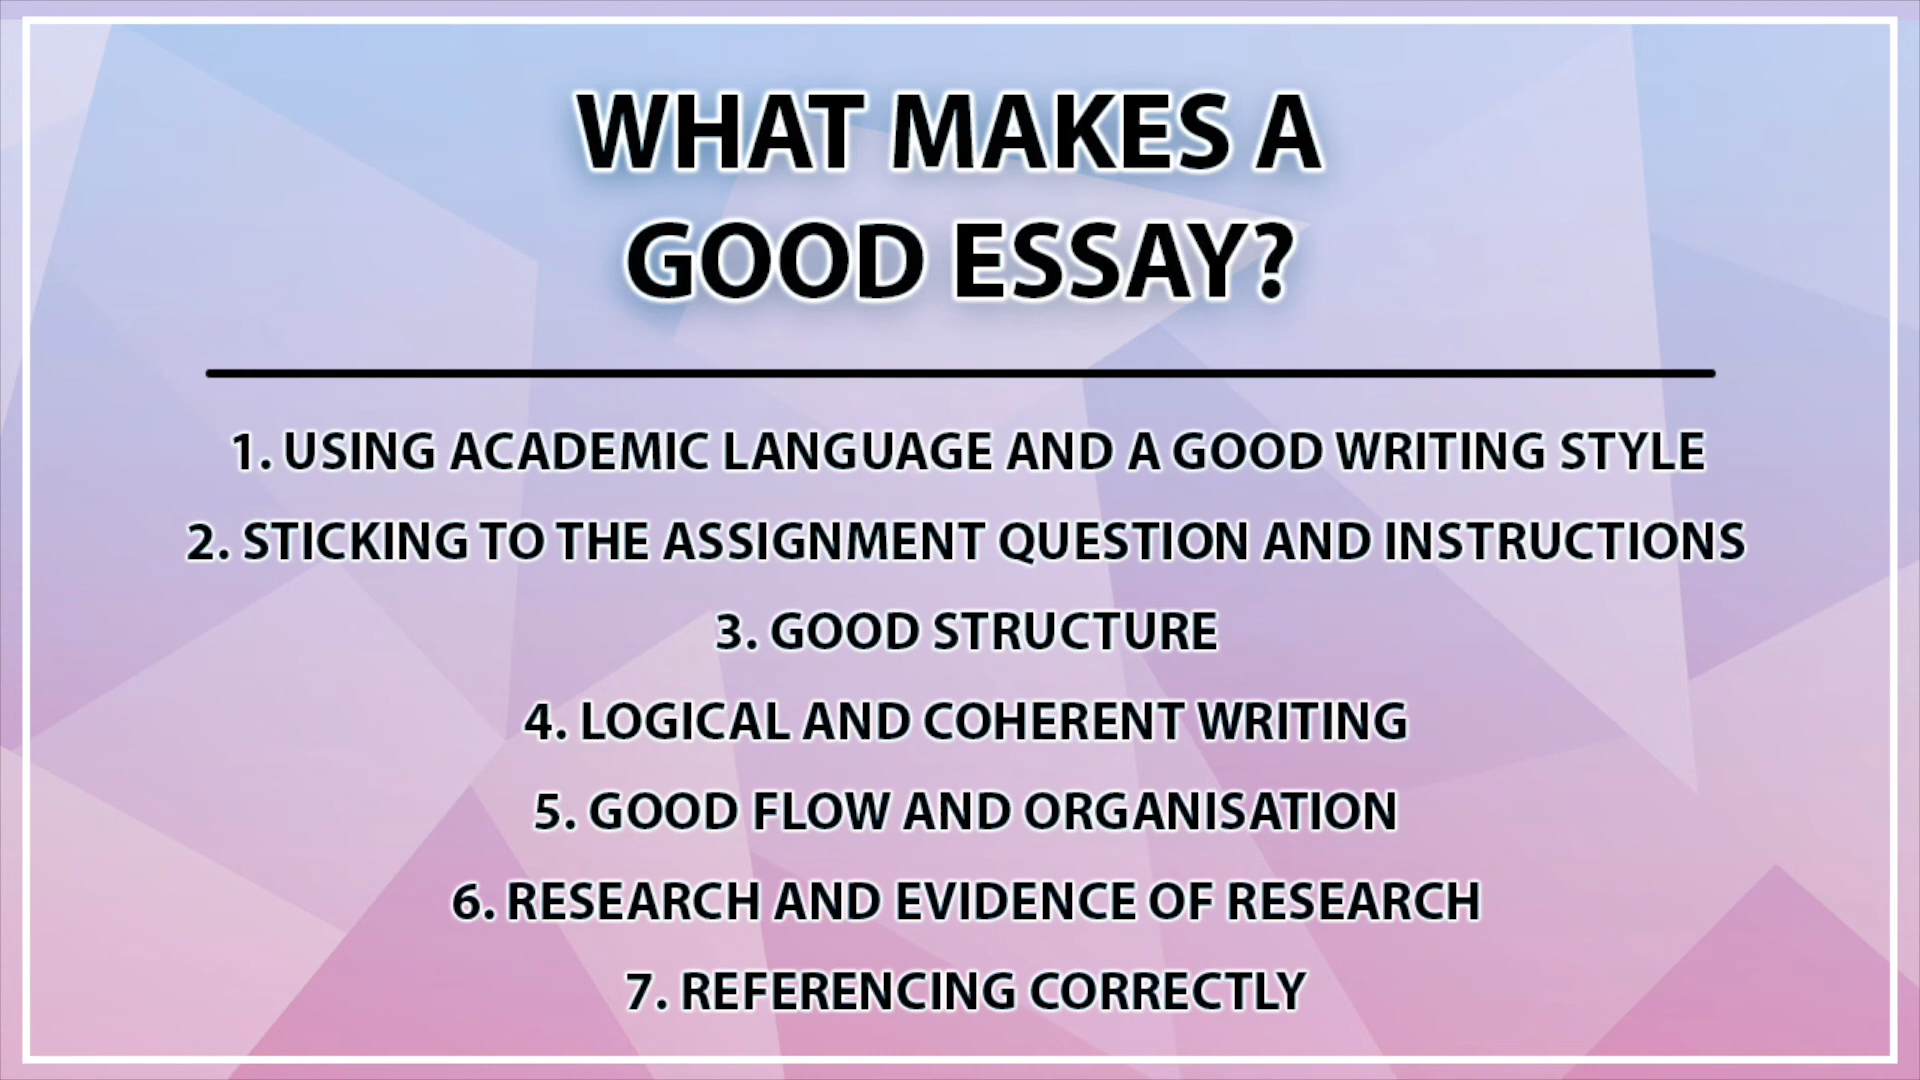 WHAT MAKES A
GOOD ESSAY?
1. USING ACADEMIC LANGUAGE AND A GOOD WRITING STYLE
2. STICKING TO THE ASSIGNMENT QUESTION AND INSTRUCTIONS
3. GOOD STRUCTURE
4. LOGICAL AND COHERENT WRITING
5. GOOD FLOW AND ORGANISATION
6. RESEARCH AND EVIDENCE OF RESEARCH
7. REFERENCING CORRECTLY